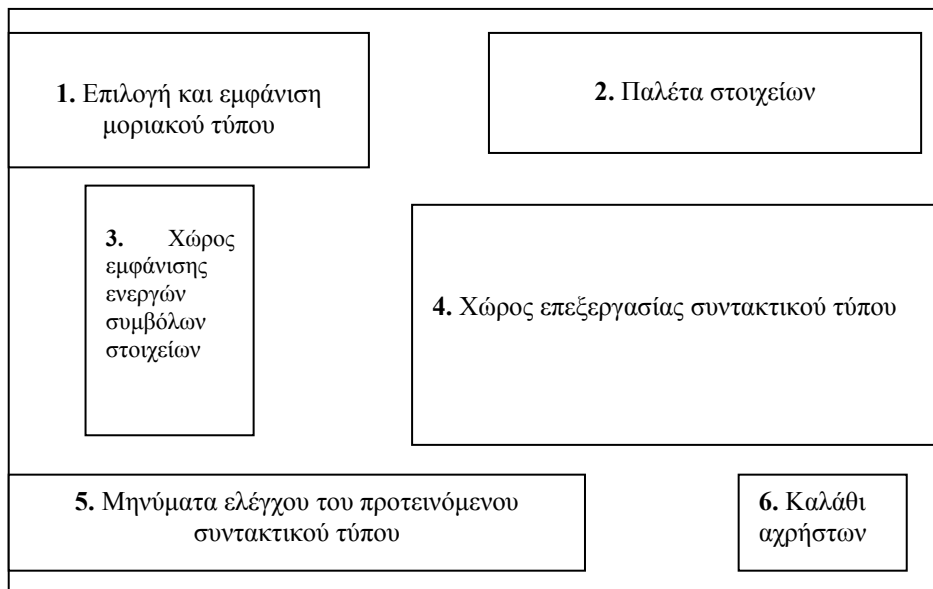 1. Επιλογή και εμφάνιση
μοριακού τύπου
2. Παλέτα στοιχείων
3. Χώρος
εμφάνισης
ενεργών
συμβόλων
στοιχείων
4. Χώρος επεξεργασίας συντακτικού τύπου
5. Μηνύματα ελέγχου του προτεινόμενου
συντακτικού τύπου
6. Καλάθι
αχρήστων